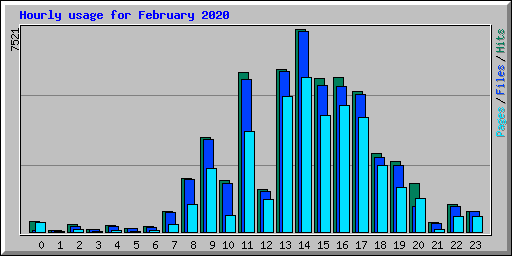 Hourly usage for February 2020
7521
Pages / Files / Hits
0 1 2 3 4 5 6 7 8 9 10 11 12 13 14 15 16 17 18 19 20 21 22 23